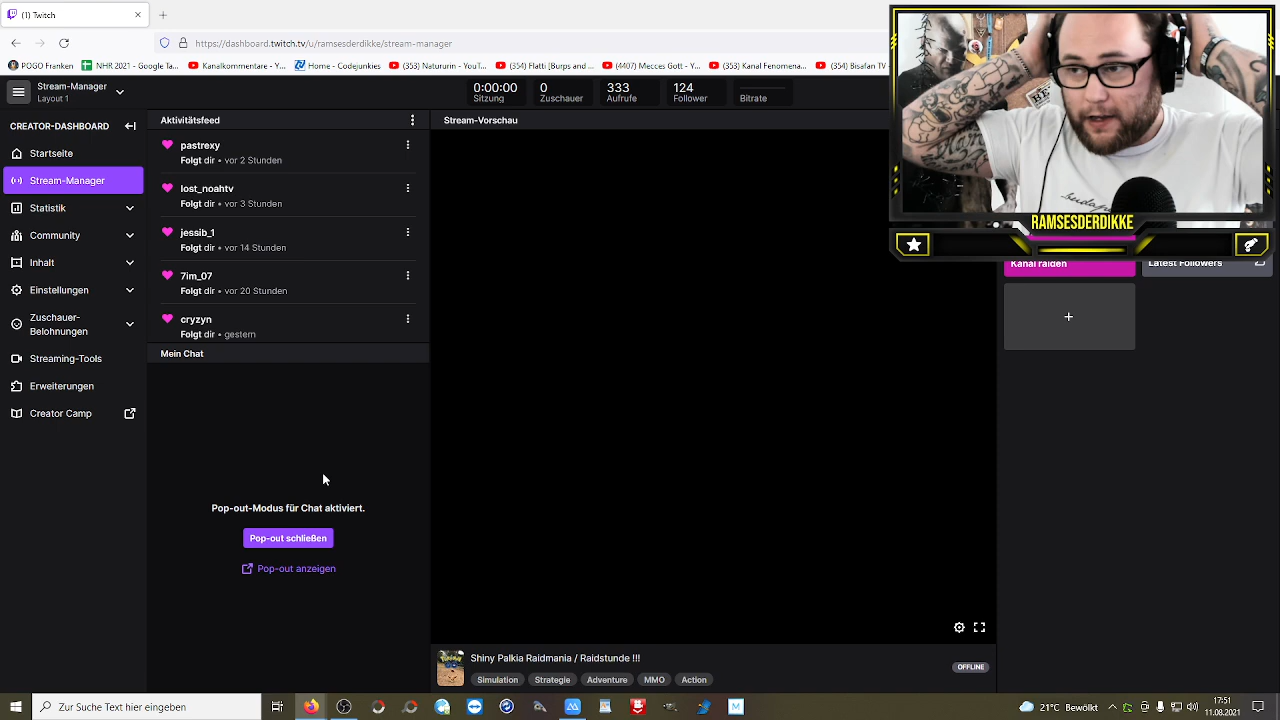 (1) Twitch
https://dashboard.twitch.tv/u/ramsesderdikke/stream-manager
POGO Franken
NHR 2021 - Google Ta...
(354) Bisafan TV
Stream-Manager
Layout 1
0:00:00
0
333
124
Sitzung
Zuschauer
Aufrufe
Follower
Bitrate
CREATOR-DASHBOARD
Startseite
Stream-Manager
Statistik
Community
Inhalt
Einstellungen
Zuschauer-
Belohnungen
Streaming-Tools
Erweiterungen
Creator Camp
Aktivitätsfeed
pastrexy
Folgt dir • vor 2 Stunden
lost_noahtv
Folgt dir • vor 3 Stunden
jessib_1
Folgt dir • vor 14 Stunden
7im_07
Folgt dir • vor 20 Stunden
cryzyn
Folgt dir • gestern
Mein Chat
Pop-out-Modus für Chat aktiviert.
Pop-out schließen
Pop-out anzeigen
Stream-Vorschau
RAMSESDERDIKKE
Kanal raiden
Latest Followers
Shiny Palkia Raidmania / Raidstunde !!!
Simulation
Strategie
Adventure
MMO
Action
OFFLINE
Zur Suche Text hier eingeben
21°C Bewölkt
17:51
11.08.2021